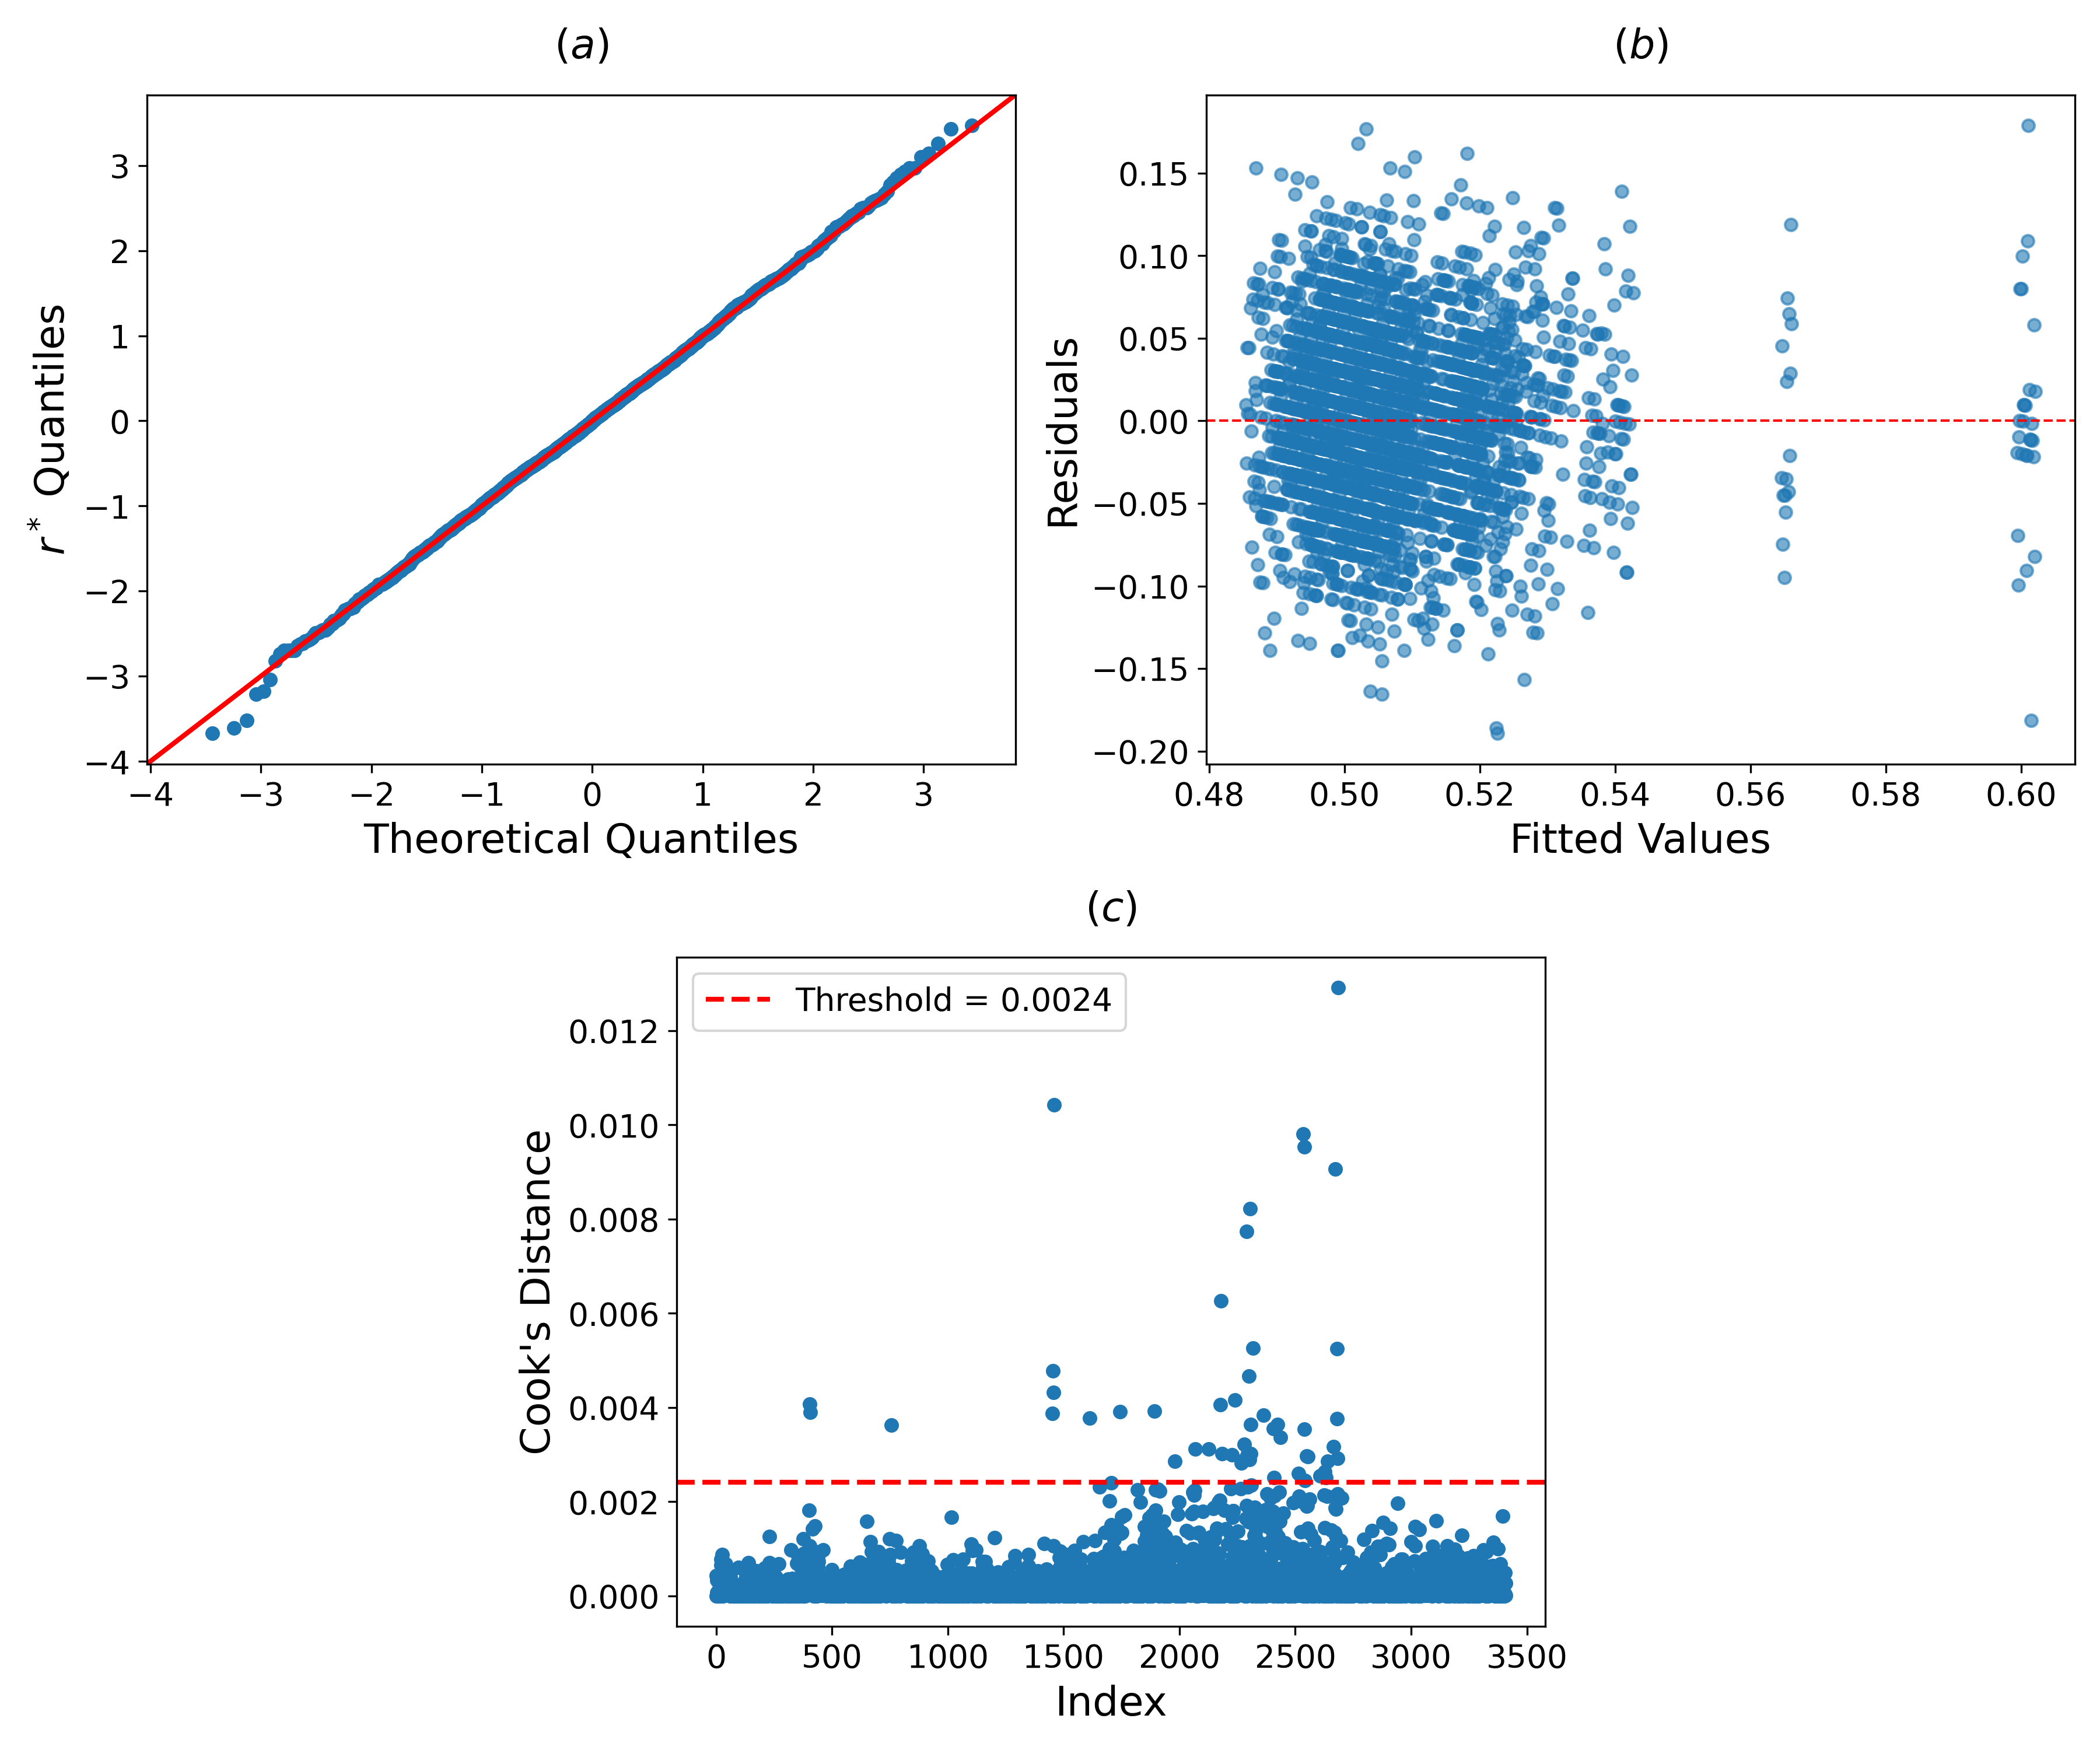 (a)
r* Quantiles
3
2
1
0
−1
−2
−3
−4
−4 −3 −2 −1 0 1 2 3
Theoretical Quantiles
(b)
Residuals
0.15
0.10
0.05
0.00
−0.05
−0.10
−0.15
−0.20
0.48 0.50 0.52 0.54 0.56 0.58 0.60
Fitted Values
(c)
Threshold = 0.0024
Cook's Distance
0.012
0.010
0.008
0.006
0.004
0.002
0.000
0 500 1000 1500 2000 2500 3000 3500
Index